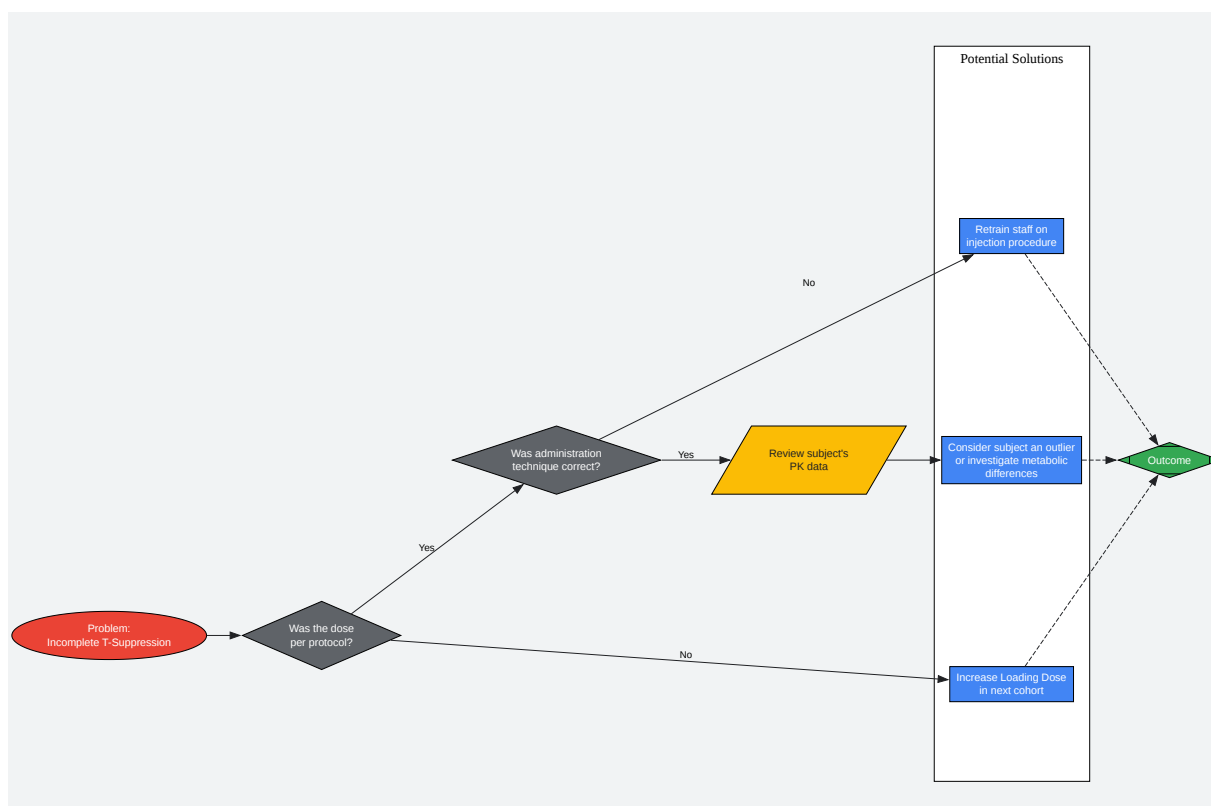 Potential Solutions
Retrain staff on
injection procedure
No
Was administration
technique correct?
Yes
Review subject's
PK data
Consider subject an outlier
or investigate metabolic
differences
Outcome
Yes
Problem:
Incomplete T-Suppression
Was the dose
per protocol?
No
Increase Loading Dose
in next cohort